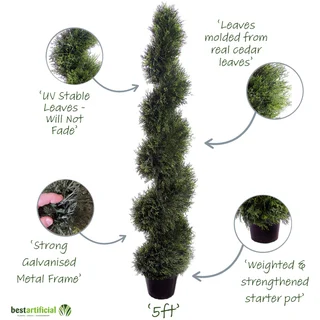 'Leaves
molded from
real cedar
leaves'
'UV Stable
Leaves -
Will Not
Fade'
'Strong
Galvanised
Metal Frame'
'Weighted &
strengthened
starter pot'
'5ft'
bestartificial